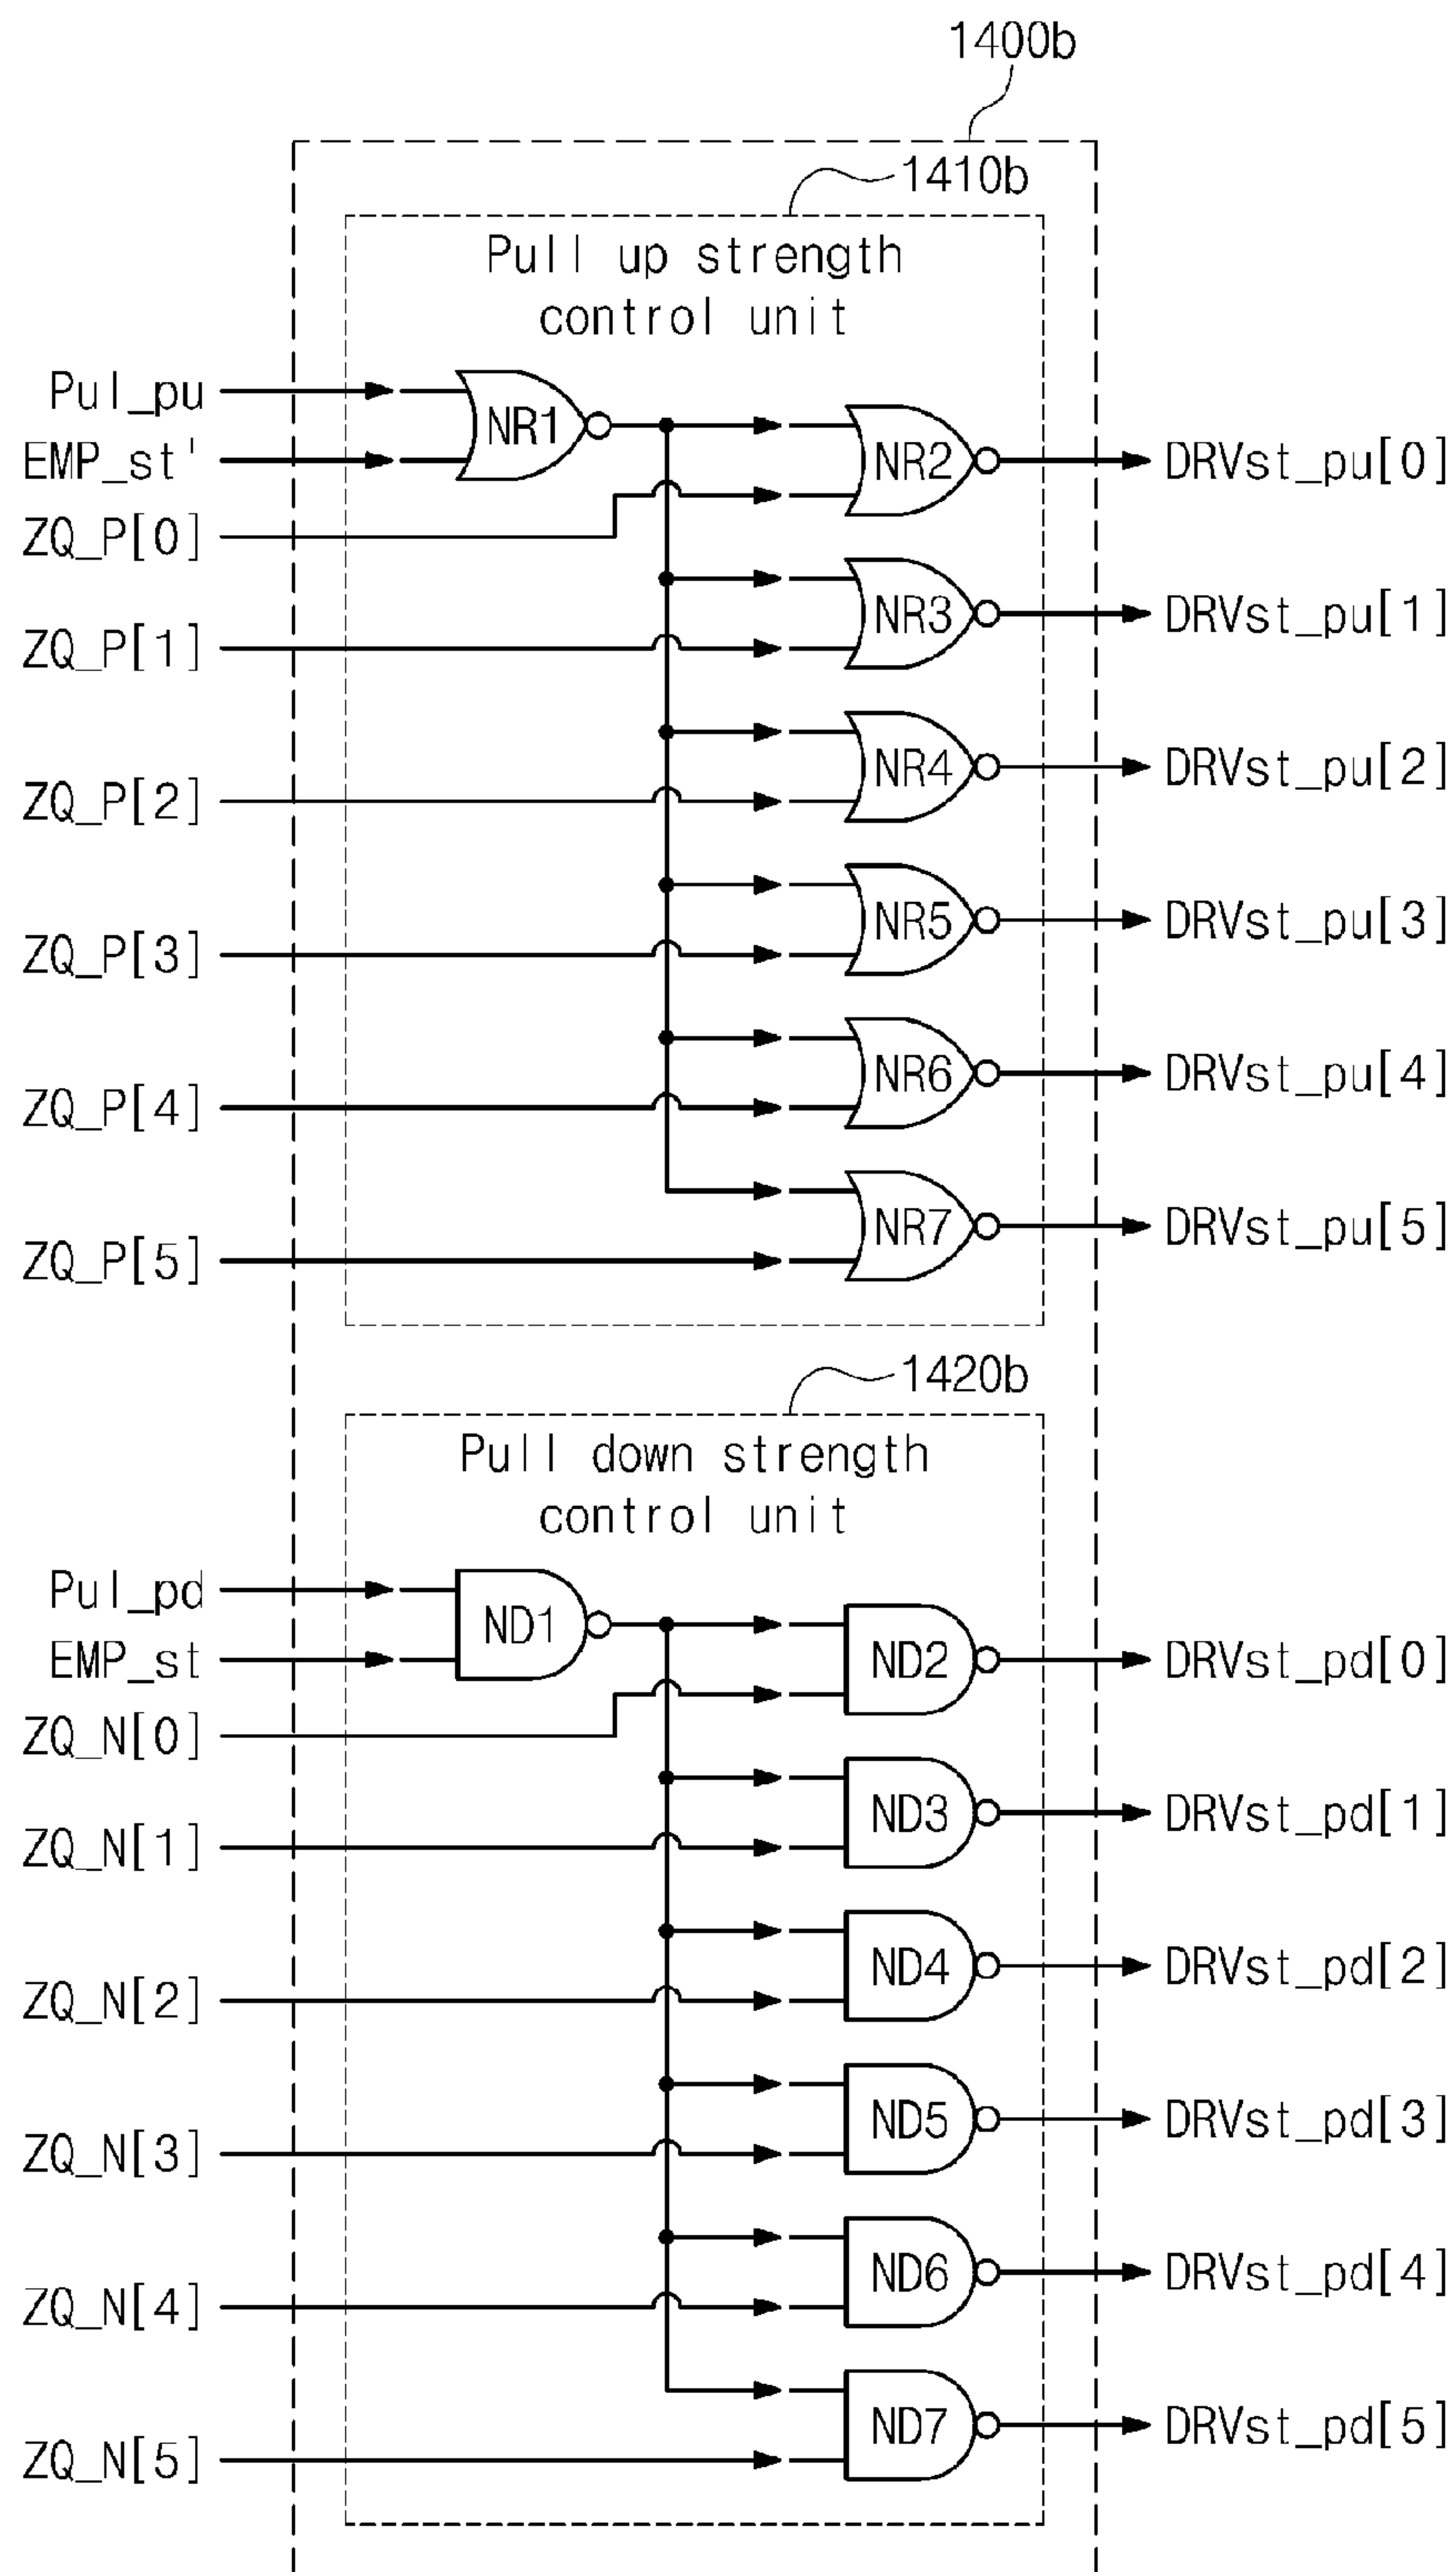 1400b
1410b
Pull up strength
control unit
Pul_pu
NR1
EMP_st'
NR2
DRVst_pu[0]
ZQ_P[0]
NR3
DRVst_pu[1]
ZQ_P[1]
NR4
DRVst_pu[2]
ZQ_P[2]
NR5
DRVst_pu[3]
ZQ_P[3]
NR6
DRVst_pu[4]
ZQ_P[4]
NR7
DRVst_pu[5]
ZQ_P[5]
1420b
Pull down strength
control unit
Pul_pd
ND1
EMP_st
ND2
DRVst_pd[0]
ZQ_N[0]
ND3
DRVst_pd[1]
ZQ_N[1]
ND4
DRVst_pd[2]
ZQ_N[2]
ND5
DRVst_pd[3]
ZQ_N[3]
ND6
DRVst_pd[4]
ZQ_N[4]
ND7
DRVst_pd[5]
ZQ_N[5]